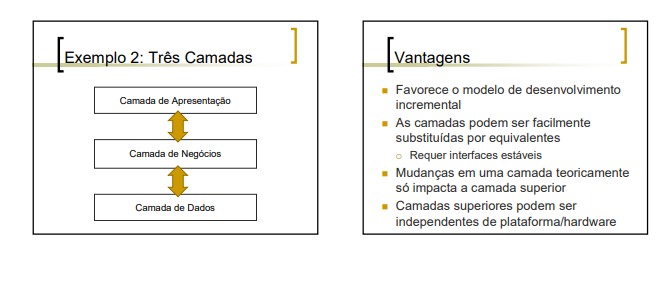 Exemplo 2: Três Camadas
Camada de Apresentação
Camada de Negócios
Camada de Dados
Vantagens
Favorece o modelo de desenvolvimento
incremental
As camadas podem ser facilmente
substituídas por equivalentes
Requer interfaces estáveis
Mudanças em uma camada teoricamente
só impacta a camada superior
Camadas superiores podem ser
independentes de plataforma/hardware